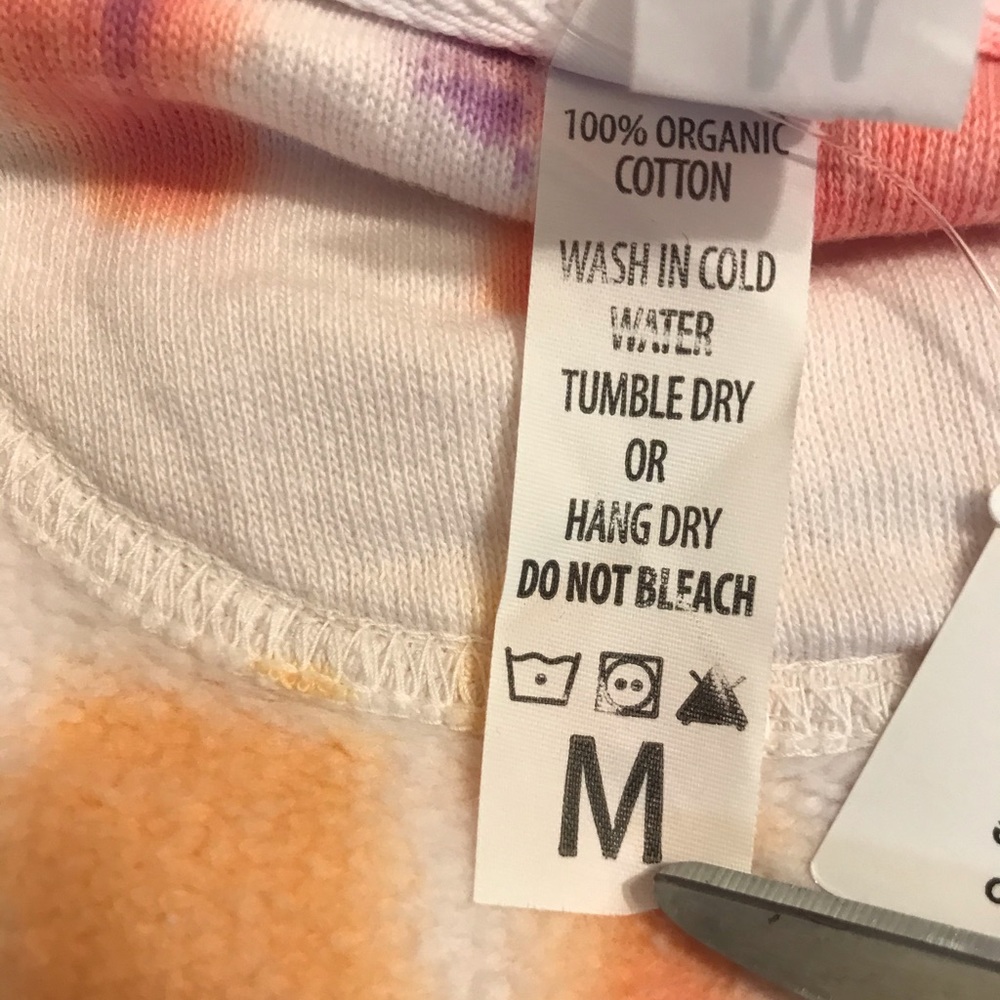 100% ORGANIC
COTTON
WASH IN COLD
WATER
TUMBLE DRY
OR
HANG DRY
DO NOT BLEACH
M